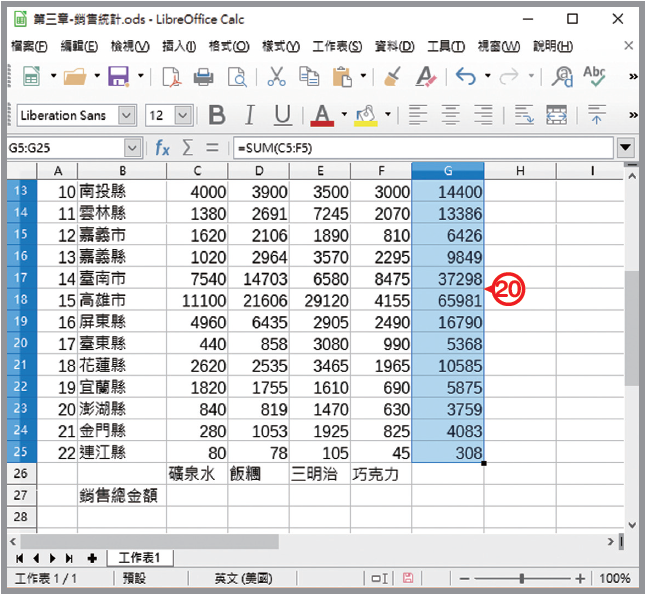 第三章-銷售統計.ods - LibreOffice Calc
檔案(F) 編輯(E) 檢視(V) 插入(I) 格式(O) 樣式(Y) 工作表(S) 資料(D) 工具(T) 視窗(W) 說明(H)
Abc
Liberation Sans 12 B I U A
G5:G25 fx Σ = =SUM(C5:F5)
A B C D E F G H I
13 10 南投縣 4000 3900 3500 3000 14400
14 11 雲林縣 1380 2691 7245 2070 13386
15 12 嘉義市 1620 2106 1890 810 6426
16 13 嘉義縣 1020 2964 3570 2295 9849
17 14 臺南市 7540 14703 6580 8475 37298
20
18 15 高雄市 11100 21606 29120 4155 65981
19 16 屏東縣 4960 6435 2905 2490 16790
20 17 臺東縣 440 858 3080 990 5368
21 18 花蓮縣 2620 2535 3465 1965 10585
22 19 宜蘭縣 1820 1755 1610 690 5875
23 20 澎湖縣 840 819 1470 630 3759
24 21 金門縣 280 1053 1925 825 4083
25 22 連江縣 80 78 105 45 308
26 礦泉水 飯糰 三明治 巧克力
27 銷售總金額
28
工作表1
工作表 1 / 1 預設 英文 (美國) 100%